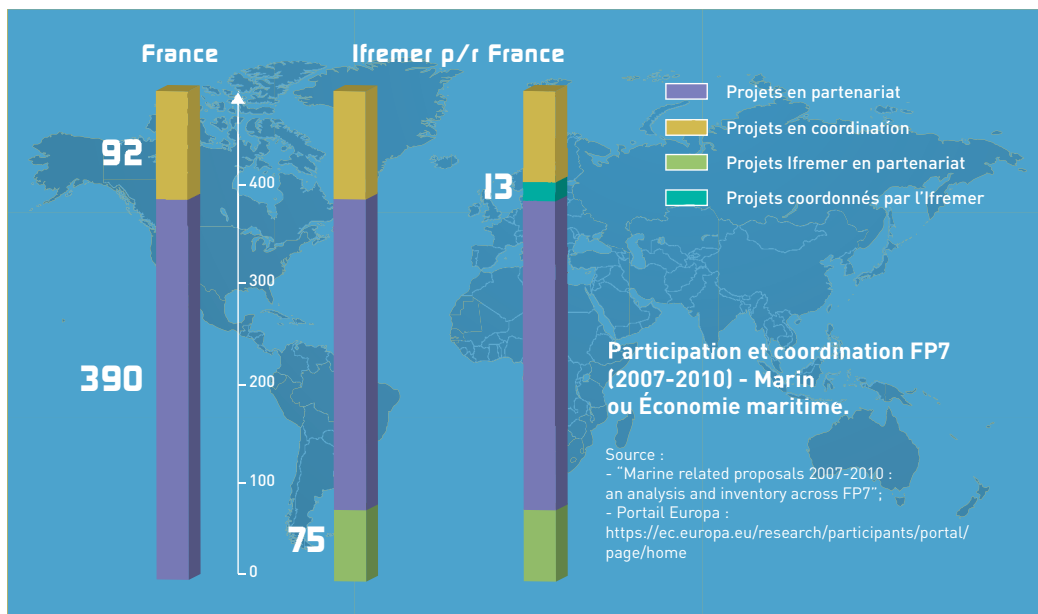 France
Ifremer p/r France
92
390
400
300
200
100
0
75
13
Projets en partenariat
Projets en coordination
Projets Ifremer en partenariat
Projets coordonnés par l'Ifremer
Participation et coordination FP7
(2007-2010) - Marin
ou Économie maritime.
Source :
- "Marine related proposals 2007-2010 :
an analysis and inventory across FP7";
- Portail Europa :
https://ec.europa.eu/research/participants/portal/
page/home